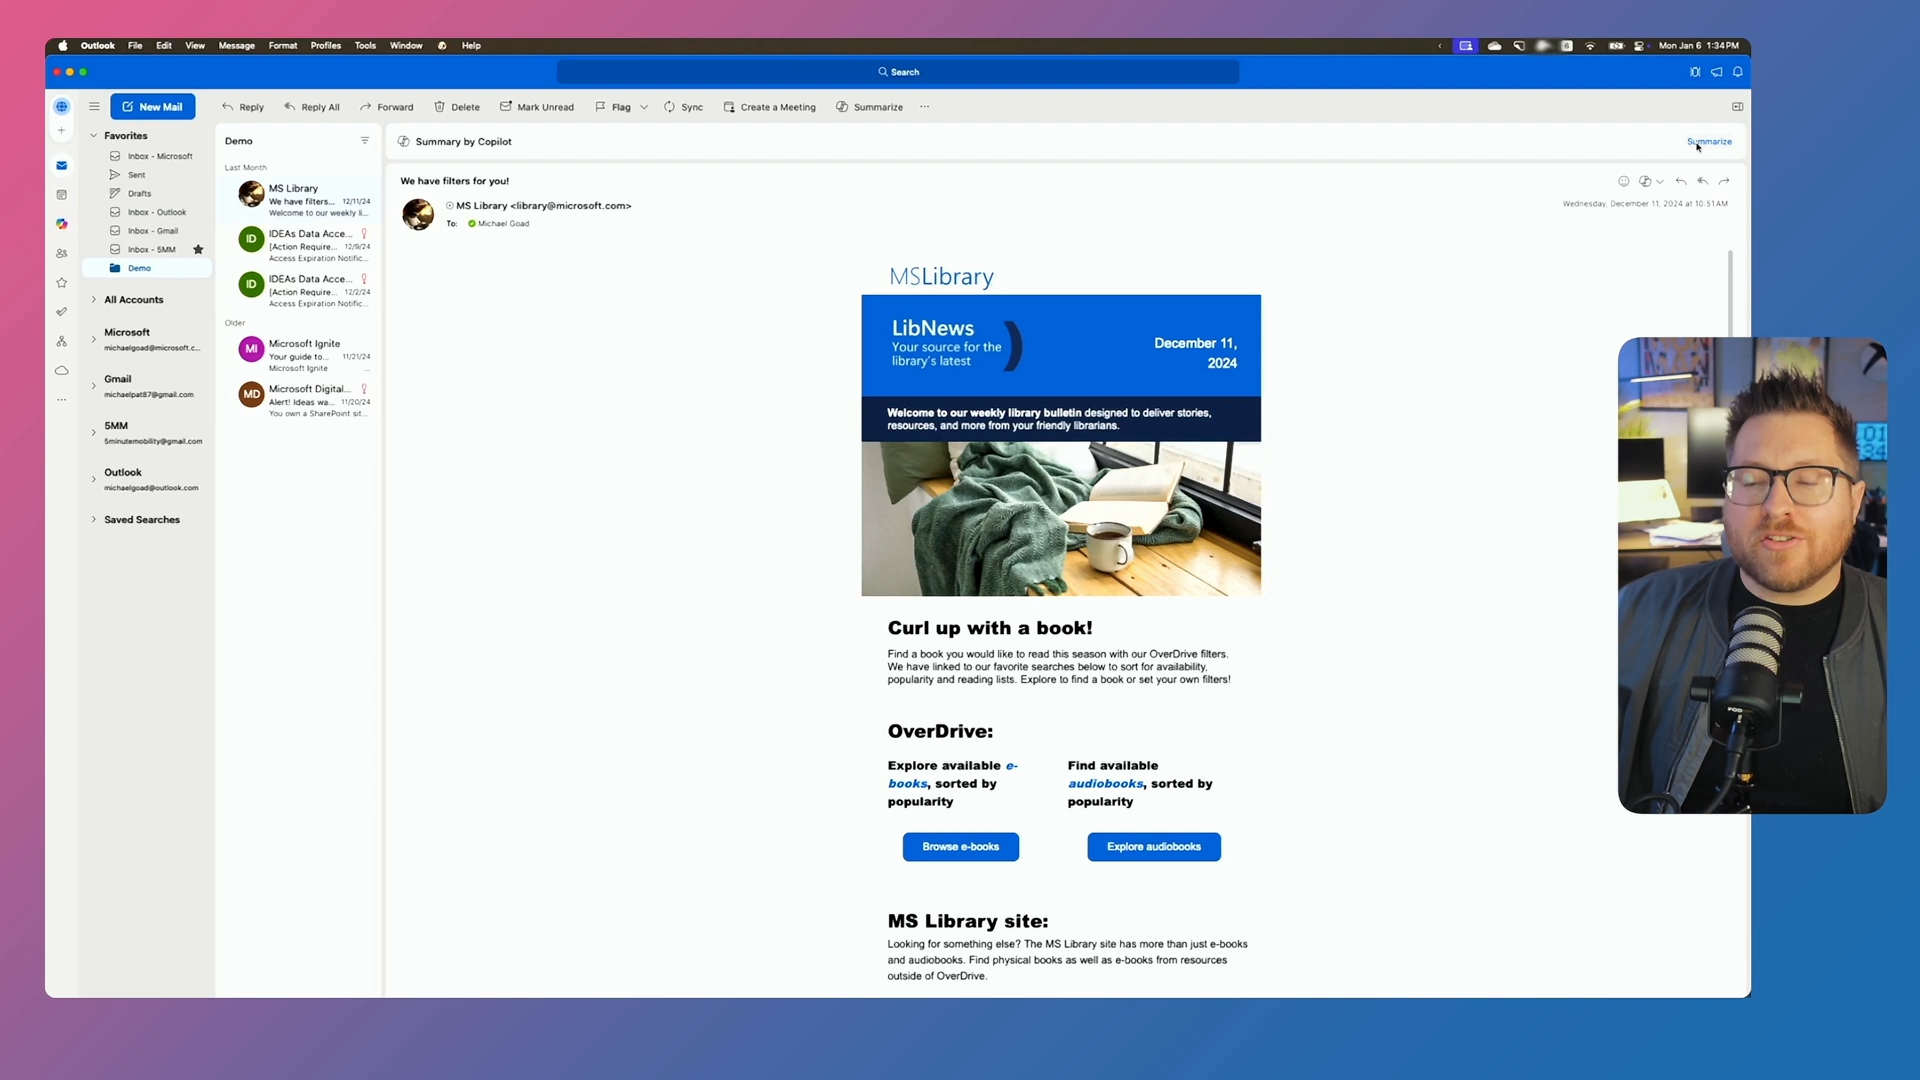 Outlook File Edit View Message Format Profiles Tools Window Help
Mon Jan 6 1:34 PM
Search
New Mail
Reply
Reply All
Forward
Delete
Mark Unread
Flag
Sync
Create a Meeting
Summarize
Favorites
Inbox - Microsoft
Sent
Drafts
Inbox - Outlook
Inbox - Gmail
Inbox - 5MM
Demo
All Accounts
Microsoft
michaelgoad@microsoft.c...
Gmail
michaelpat87@gmail.com
5MM
5minutemobility@gmail.com
Outlook
michaelgoad@outlook.com
Saved Searches
Demo
Last Month
MS Library
We have filters... 12/11/24
Welcome to our weekly li...
ID
IDEAs Data Acce...
[Action Require... 12/9/24
Access Expiration Notific...
ID
IDEAs Data Acce...
[Action Require... 12/2/24
Access Expiration Notific...
Older
MI
Microsoft Ignite
Your guide to... 11/21/24
Microsoft Ignite ...
MD
Microsoft Digital...
Alert! Ideas wa... 11/20/24
You own a SharePoint sit...
Summary by Copilot
Summarize
We have filters for you!
MS Library <library@microsoft.com>
To: Michael Goad
Wednesday, December 11, 2024 at 10:51 AM
MSLibrary
LibNews
Your source for the
library's latest
December 11,
2024
Welcome to our weekly library bulletin designed to deliver stories,
resources, and more from your friendly librarians.
Curl up with a book!
Find a book you would like to read this season with our OverDrive filters.
We have linked to our favorite searches below to sort for availability,
popularity and reading lists. Explore to find a book or set your own filters!
OverDrive:
Explore available e-
books, sorted by
popularity
Browse e-books
Find available
audiobooks, sorted by
popularity
Explore audiobooks
MS Library site:
Looking for something else? The MS Library site has more than just e-books
and audiobooks. Find physical books as well as e-books from resources
outside of OverDrive.